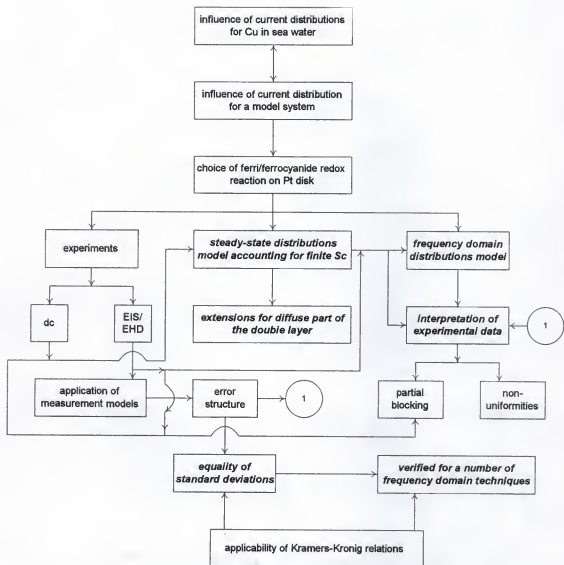 influence of current distributions
for Cu in sea water
influence of current distribution
for a model system
choice of ferri/ferrocyanide redox
reaction on Pt disk
experiments
steady-state distributions
model accounting for finite Sc
frequency domain
distributions model
dc
EIS/
EHD
extensions for diffuse part of
the double layer
interpretation of
experimental data
1
application of
measurement models
error
structure
1
partial
blocking
non-
uniformities
equality of
standard deviations
verified for a number of
frequency domain techniques
applicability of Kramers-Kronig relations